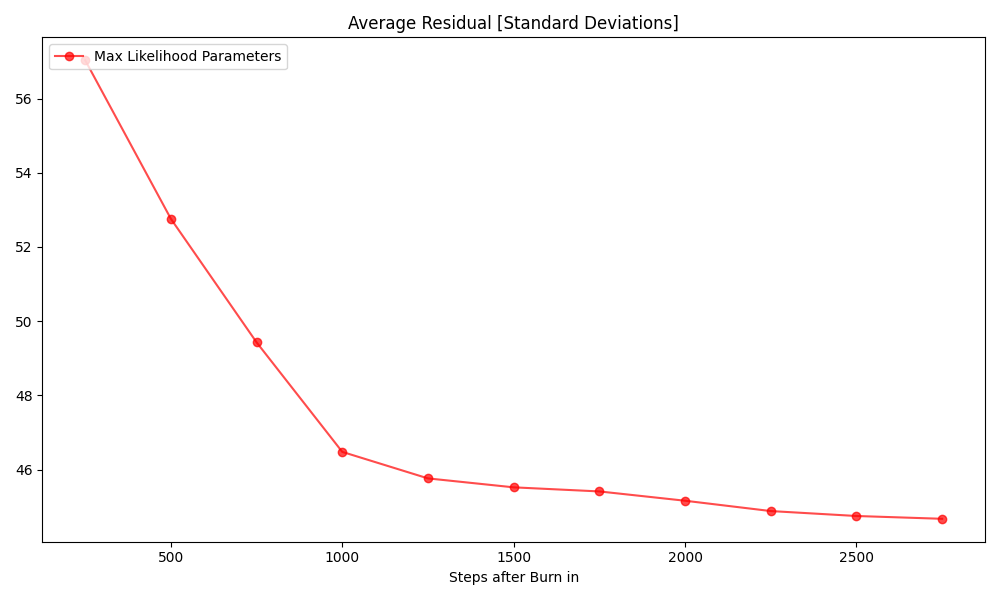 Average Residual [Standard Deviations]
Max Likelihood Parameters
56
54
52
50
48
46
500 1000 1500 2000 2500
Steps after Burn in